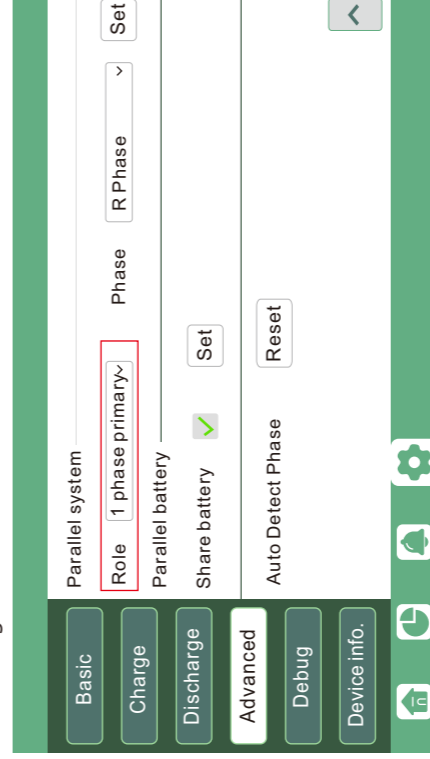 Basic
Charge
Discharge
Advanced
Debug
Device info.
Parallel system
Role 1 phase primary Phase R Phase Set
Parallel battery
Share battery Set
Auto Detect Phase Reset